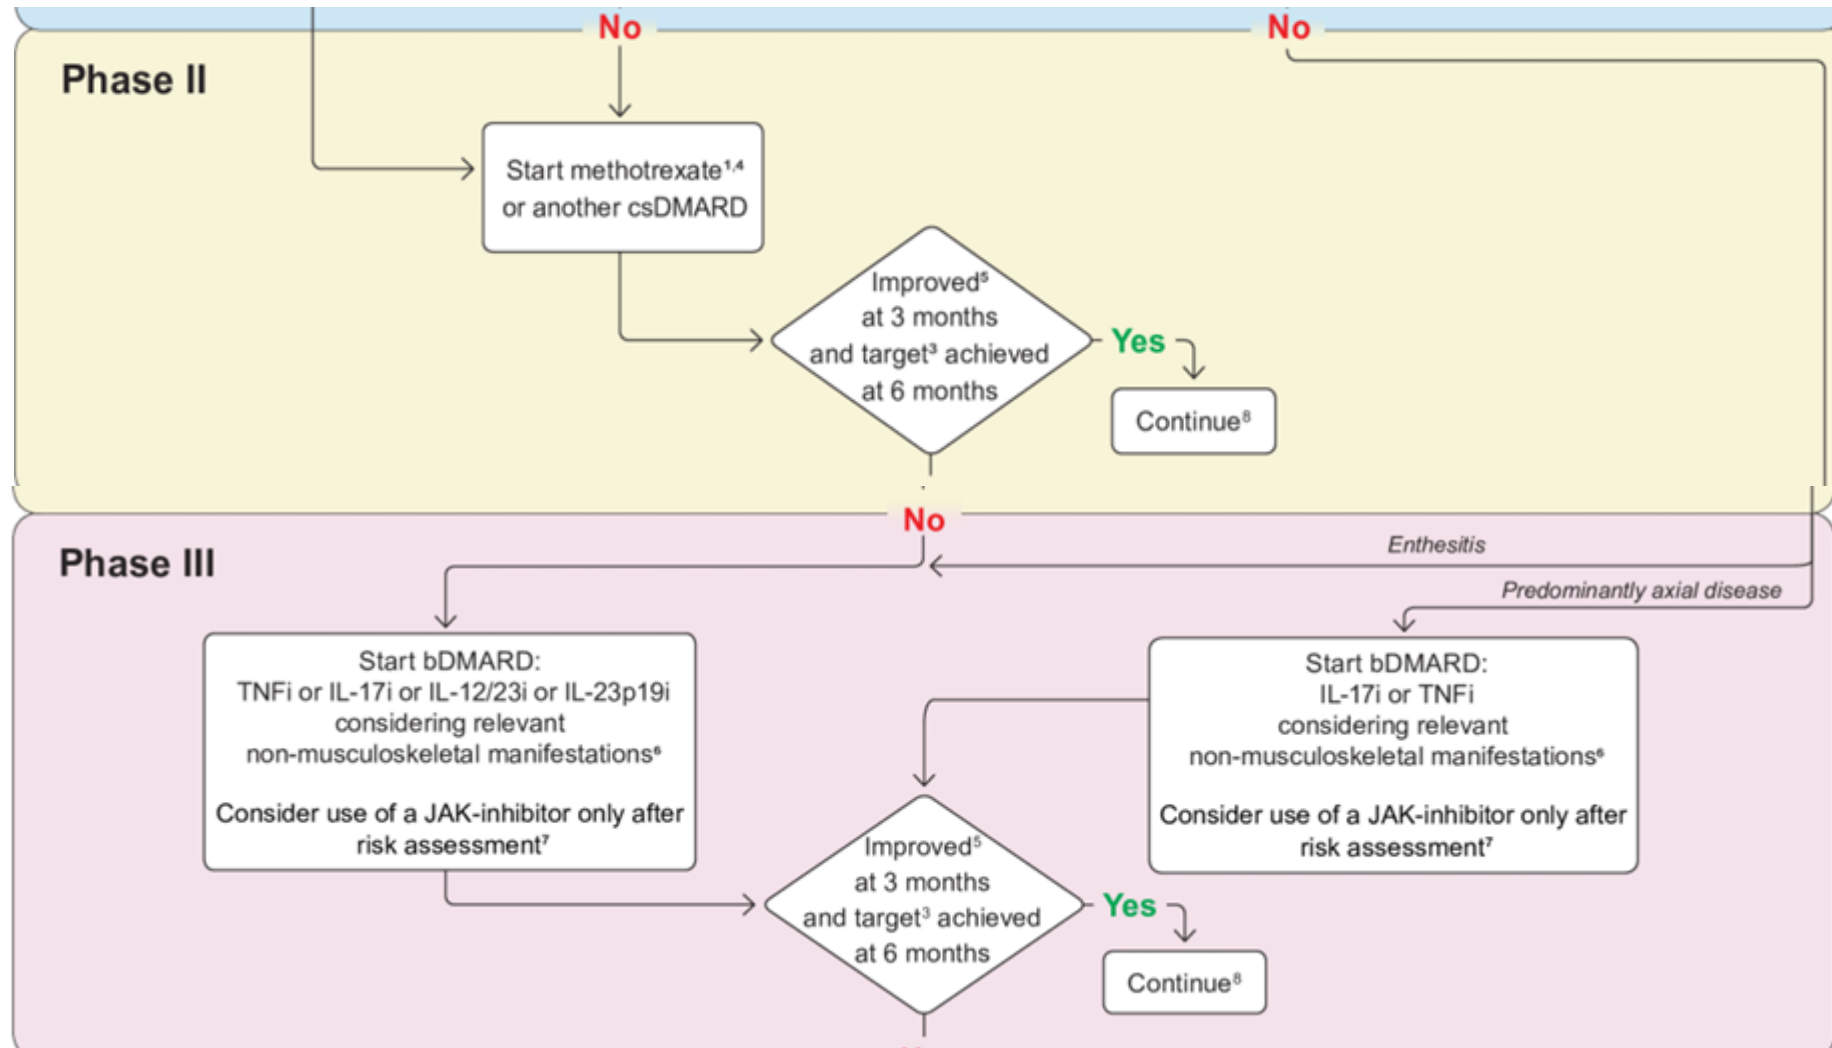 No
No
Phase II
Start methotrexate¹,⁴
or another csDMARD
Improved⁵
at 3 months
and target³ achieved
at 6 months
Yes
Continue⁸
No
Phase III
Enthesitis
Predominantly axial disease
Start bDMARD:
TNFi or IL-17i or IL-12/23i or IL-23p19i
considering relevant
non-musculoskeletal manifestations⁶
Consider use of a JAK-inhibitor only after
risk assessment⁷
Start bDMARD:
IL-17i or TNFi
considering relevant
non-musculoskeletal manifestations⁶
Consider use of a JAK-inhibitor only after
risk assessment⁷
Improved⁵
at 3 months
and target³ achieved
at 6 months
Yes
Continue⁸